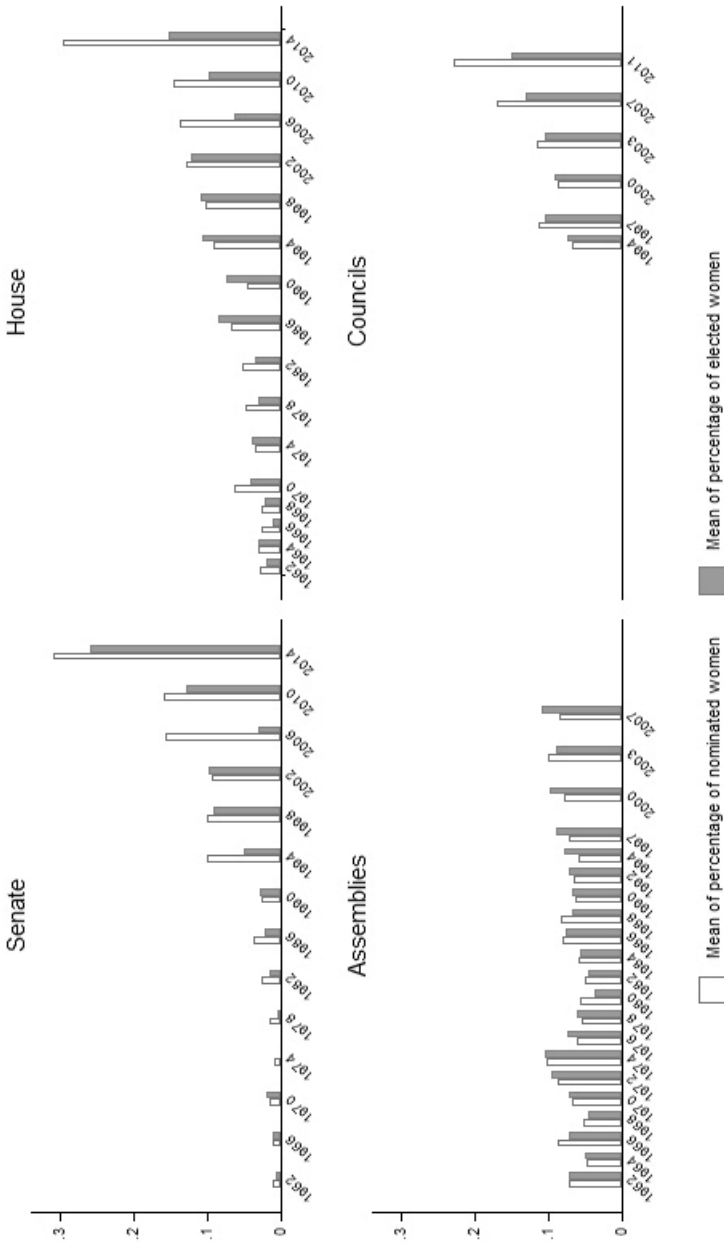 Senate
House
.3
.2
.1
0
1962 1966 1970 1974 1978 1982 1986 1990 1994 1998 2002 2006 2010 2014
1962 1964 1966 1968 1970 1974 1978 1982 1986 1990 1994 1998 2002 2006 2010 2014
Assemblies
Councils
.3
.2
.1
0
1962 1964 1966 1968 1970 1972 1974 1976 1978 1980 1982 1984 1986 1988 1990 1992 1994 1997 2000 2003 2007
1994 1997 2000 2003 2007 2011
Mean of percentage of nominated women
Mean of percentage of elected women